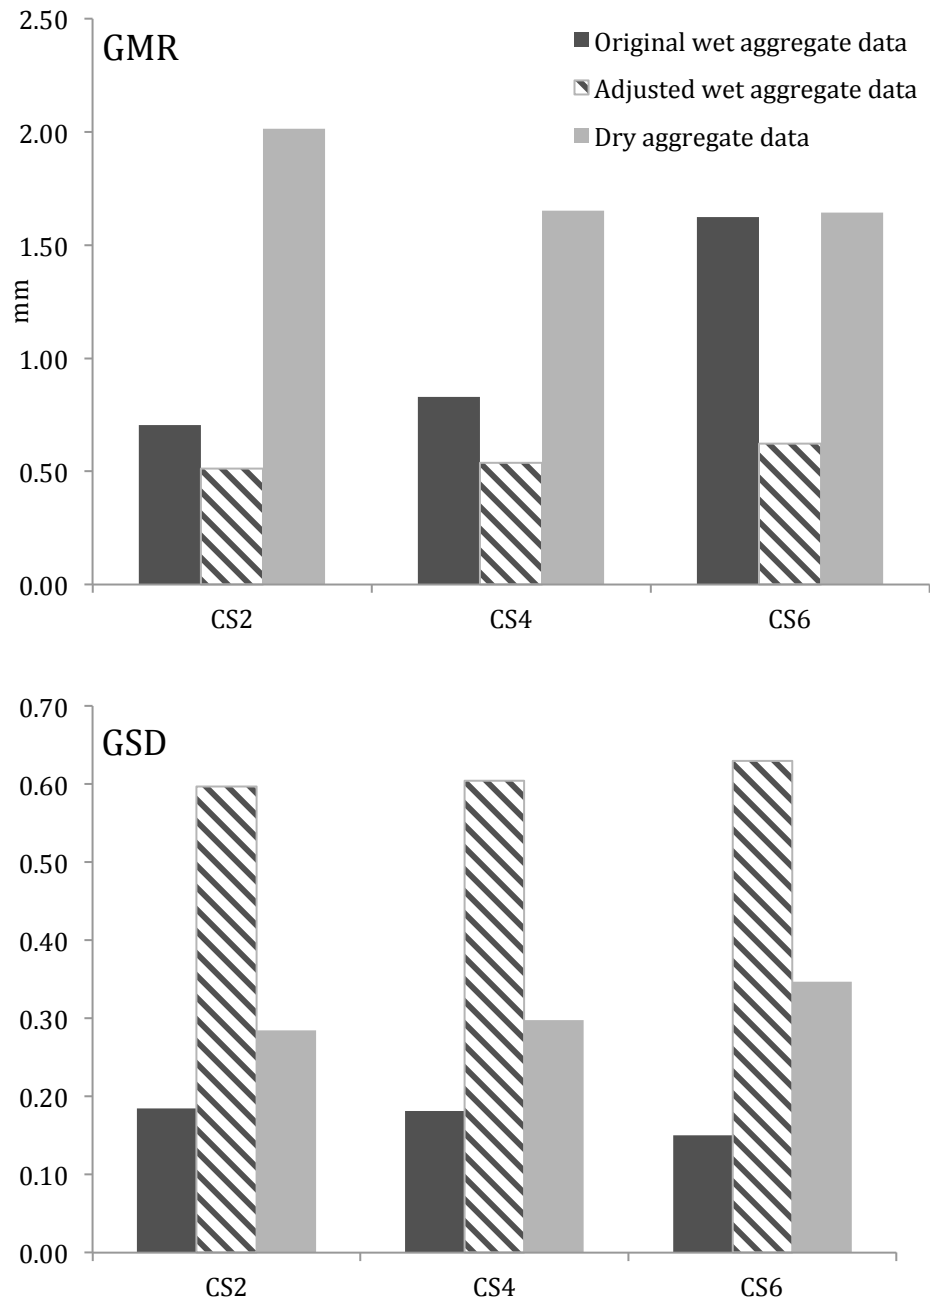 GMR
Original wet aggregate data
Adjusted wet aggregate data
Dry aggregate data
2.50
2.00
1.50
1.00
0.50
0.00
mm
CS2 CS4 CS6
GSD
0.70
0.60
0.50
0.40
0.30
0.20
0.10
0.00
CS2 CS4 CS6